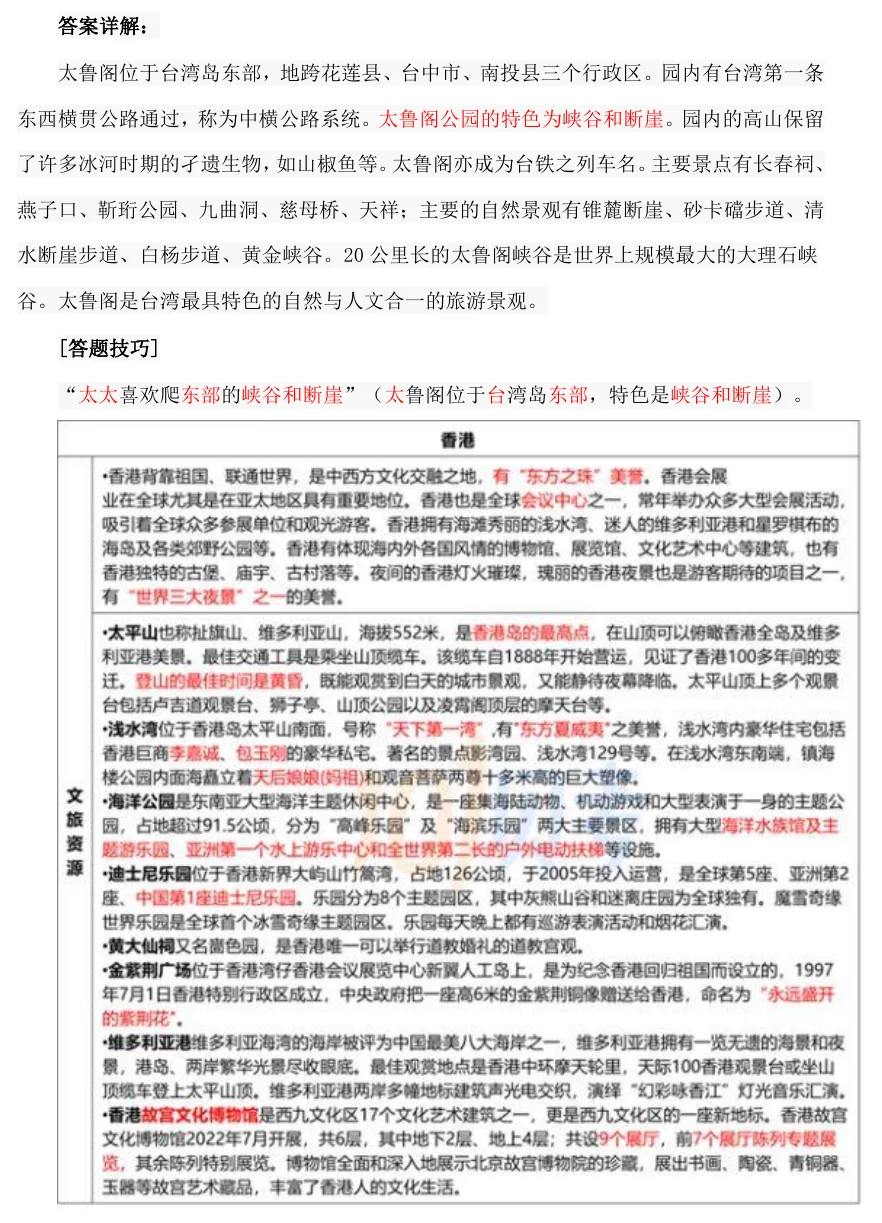 答案详解：
太鲁阁位于台湾岛东部，地跨花莲县、台中市、南投县三个行政区。园内有台湾第一条
东西横贯公路通过，称为中横公路系统。太鲁阁公园的特色为峡谷和断崖。园内的高山保留
了许多冰河时期的孑遗生物，如山椒鱼等。太鲁阁亦成为台铁之列车名。主要景点有长春祠、
燕子口、靳珩公园、九曲洞、慈母桥、天祥；主要的自然景观有锥麓断崖、砂卡礑步道、清
水断崖步道、白杨步道、黄金峡谷。20 公里长的太鲁阁峡谷是世界上规模最大的大理石峡
谷。太鲁阁是台湾最具特色的自然与人文合一的旅游景观。
[答题技巧]
“太太喜欢爬东部的峡谷和断崖”（太鲁阁位于台湾岛东部，特色是峡谷和断崖）。
香港
•香港背靠祖国、联通世界，是中西方文化交融之地，有“东方之珠”美誉。香港会展
业在全球尤其是在亚太地区具有重要地位。香港也是全球会议中心之一，常年举办众多大型会展活动，
吸引着全球众多参展单位和观光游客。香港拥有海滩秀丽的浅水湾、迷人的维多利亚港和星罗棋布的
海岛及各类郊野公园等。香港有体现海内外各国风情的博物馆、展览馆、文化艺术中心等建筑，也有
香港独特的古堡、庙宇、古村落等。夜间的香港灯火璀璨，瑰丽的香港夜景也是游客期待的项目之一，
有“世界三大夜景”之一的美誉。
文旅资源
•太平山也称扯旗山、维多利亚山，海拔552米，是香港岛的最高点，在山顶可以俯瞰香港全岛及维多
利亚港美景。最佳交通工具是乘坐山顶缆车。该缆车自1888年开始营运，见证了香港100多年间的变
迁。登山的最佳时间是黄昏，既能观赏到白天的城市景观，又能静待夜幕降临。太平山顶上多个观景
台包括卢吉道观景台、狮子亭、山顶公园以及凌霄阁顶层的摩天台等。
•浅水湾位于香港岛太平山南面，号称“天下第一湾”,有"东方夏威夷"之美誉，浅水湾内豪华住宅包括
香港巨商李嘉诚、包玉刚的豪华私宅。著名的景点影湾园、浅水湾129号等。在浅水湾东南端，镇海
楼公园内面海矗立着天后娘娘(妈祖)和观音菩萨两尊十多米高的巨大塑像。
•海洋公园是东南亚大型海洋主题休闲中心，是一座集海陆动物、机动游戏和大型表演于一身的主题公
园，占地超过91.5公顷，分为“高峰乐园”及“海滨乐园”两大主要景区，拥有大型海洋水族馆及主
题游乐园、亚洲第一个水上游乐中心和全世界第二长的户外电动扶梯等设施。
•迪士尼乐园位于香港新界大屿山竹篙湾，占地126公顷，于2005年投入运营，是全球第5座、亚洲第2
座、中国第1座迪士尼乐园。乐园分为8个主题园区，其中灰熊山谷和迷离庄园为全球独有。魔雪奇缘
世界乐园是全球首个冰雪奇缘主题园区。乐园每天晚上都有巡游表演活动和烟花汇演。
•黄大仙祠又名啬色园，是香港唯一可以举行道教婚礼的道教宫观。
•金紫荆广场位于香港湾仔香港会议展览中心新翼人工岛上，是为纪念香港回归祖国而设立的，1997
年7月1日香港特别行政区成立，中央政府把一座高6米的金紫荆铜像赠送给香港，命名为“永远盛开
的紫荆花”。
•维多利亚港维多利亚海湾的海岸被评为中国最美八大海岸之一，维多利亚港拥有一览无遗的海景和夜
景，港岛、两岸繁华光景尽收眼底。最佳观赏地点是香港中环摩天轮里，天际100香港观景台或坐山
顶缆车登上太平山顶。维多利亚港两岸多幢地标建筑声光电交织，演绎“幻彩咏香江”灯光音乐汇演。
•香港故宫文化博物馆是西九文化区17个文化艺术建筑之一，更是西九文化区的一座新地标。香港故宫
文化博物馆2022年7月开展，共6层，其中地下2层、地上4层；共设9个展厅，前7个展厅陈列专题展
览，其余陈列特别展览。博物馆全面和深入地展示北京故宫博物院的珍藏，展出书画、陶瓷、青铜器、
玉器等故宫艺术藏品，丰富了香港人的文化生活。